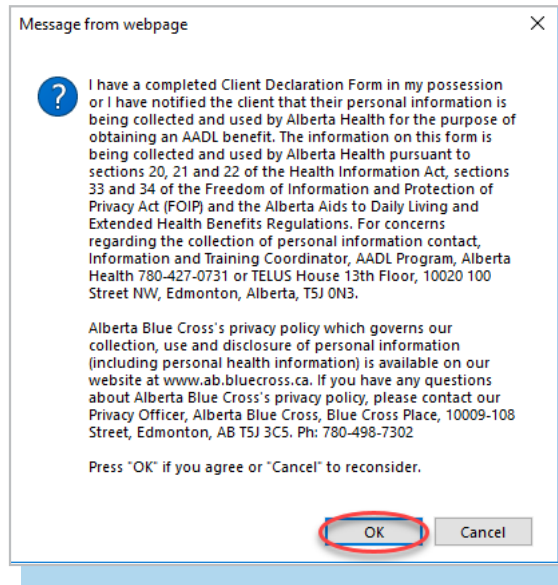 Message from webpage
I have a completed Client Declaration Form in my possession
or I have notified the client that their personal information is
being collected and used by Alberta Health for the purpose of
obtaining an AADL benefit. The information on this form is
being collected and used by Alberta Health pursuant to
sections 20, 21 and 22 of the Health Information Act, sections
33 and 34 of the Freedom of Information and Protection of
Privacy Act (FOIP) and the Alberta Aids to Daily Living and
Extended Health Benefits Regulations. For concerns
regarding the collection of personal information contact,
Information and Training Coordinator, AADL Program, Alberta
Health 780-427-0731 or TELUS House 13th Floor, 10020 100
Street NW, Edmonton, Alberta, T5J 0N3.
Alberta Blue Cross's privacy policy which governs our
collection, use and disclosure of personal information
(including personal health information) is available on our
website at www.ab.bluecross.ca. If you have any questions
about Alberta Blue Cross's privacy policy, please contact our
Privacy Officer, Alberta Blue Cross, Blue Cross Place, 10009-108
Street, Edmonton, AB T5J 3C5. Ph: 780-498-7302
Press "OK" if you agree or "Cancel" to reconsider.
OK Cancel